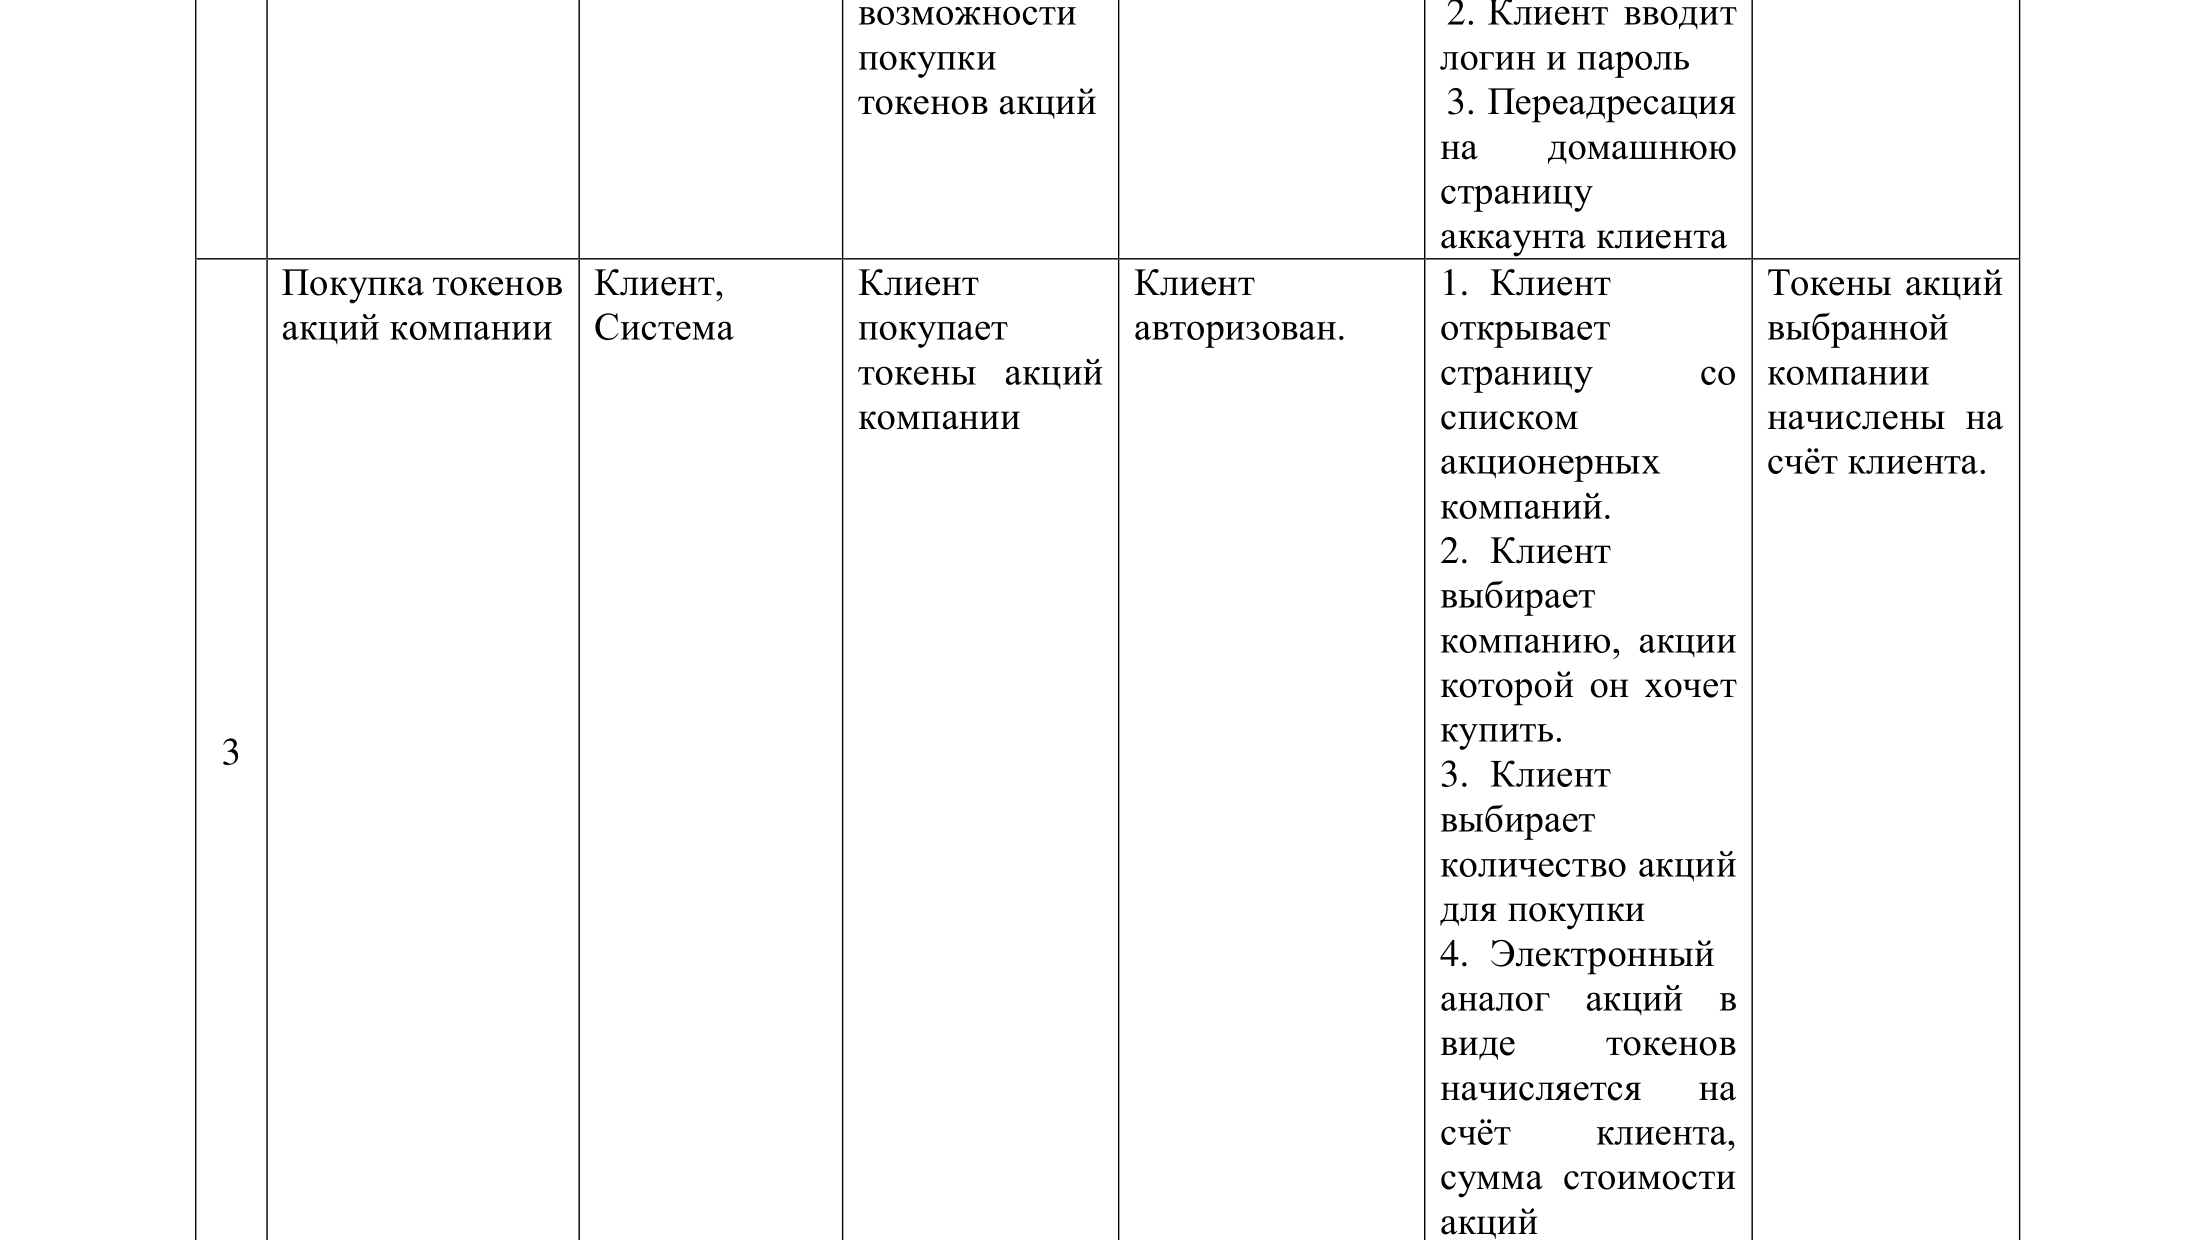 возможности
покупки
токенов акций
2. Клиент вводит
логин и пароль
3. Переадресация
на домашнюю
страницу
аккаунта клиента
3
Покупка токенов
акций компании
Клиент,
Система
Клиент
покупает
токены акций
компании
Клиент
авторизован.
1. Клиент
открывает
страницу со
списком
акционерных
компаний.
2. Клиент
выбирает
компанию, акции
которой он хочет
купить.
3. Клиент
выбирает
количество акций
для покупки
4. Электронный
аналог акций в
виде токенов
начисляется на
счёт клиента,
сумма стоимости
акций
Токены акций
выбранной
компании
начислены на
счёт клиента.